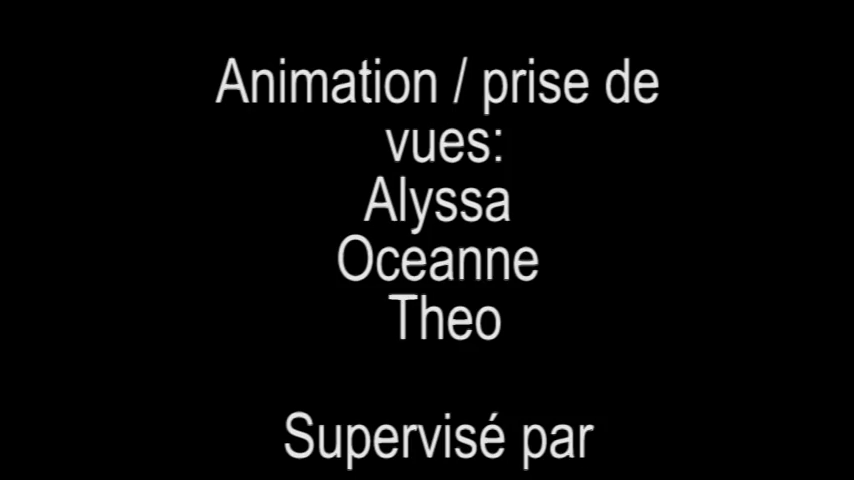 Animation / prise de
vues:
Alyssa
Oceanne
Theo
Supervisé par